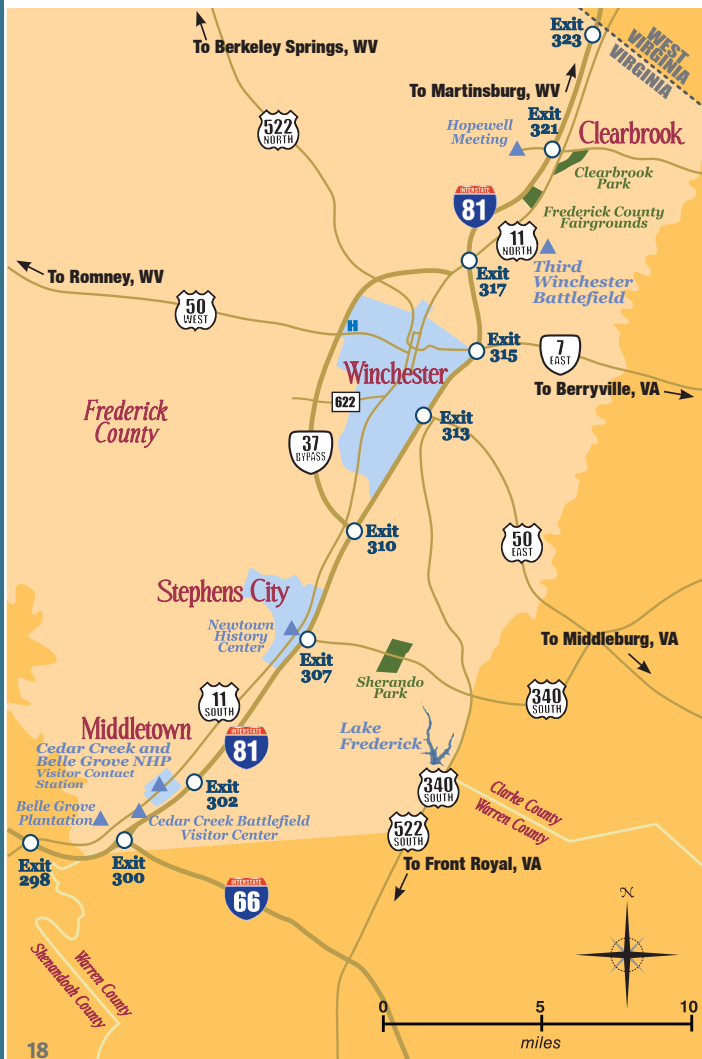 To Berkeley Springs, WV
Exit
323
WEST
VIRGINIA
VIRGINIA
To Martinsburg, WV
522
NORTH
Hopewell
Meeting
Exit
321
Clearbrook
Clearbrook
Park
INTERSTATE
81
Frederick County
Fairgrounds
11
NORTH
Third
Winchester
Battlefield
Exit
317
To Romney, WV
50
WEST
H
Exit
315
7
EAST
Winchester
To Berryville, VA
622
Frederick
County
Exit
313
37
BYPASS
Exit
310
50
EAST
Stephens City
Newtown
History
Center
Exit
307
To Middleburg, VA
Sherando
Park
340
SOUTH
11
SOUTH
Middletown
INTERSTATE
81
Lake
Frederick
Cedar Creek and
Belle Grove NHP
Visitor Contact
Station
Exit
302
340
SOUTH
Clarke County
Warren County
Belle Grove
Plantation
Cedar Creek Battlefield
Visitor Center
522
SOUTH
Exit
298
Exit
300
To Front Royal, VA
INTERSTATE
66
N
Warren County
Shenandoah County
0 5 10
miles
18